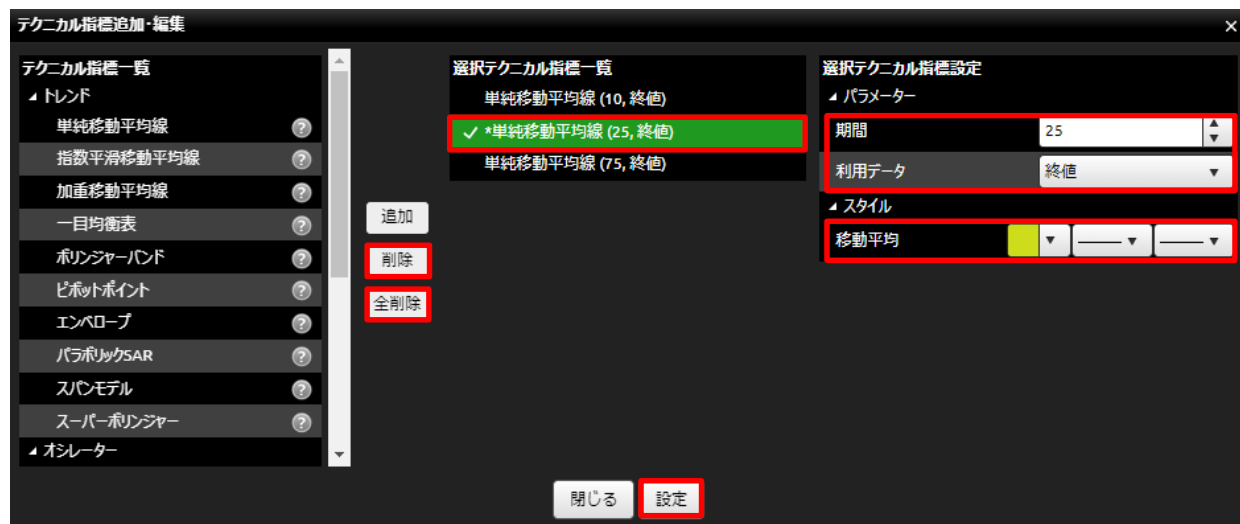 テクニカル指標追加・編集
×
テクニカル指標一覧
トレンド
単純移動平均線
?
指数平滑移動平均線
?
加重移動平均線
?
一目均衡表
?
ボリンジャーバンド
?
ピボットポイント
?
エンベロープ
?
パラボリックSAR
?
スパンモデル
?
スーパーボリンジャー
?
オシレーター
追加
削除
全削除
選択テクニカル指標一覧
単純移動平均線 (10, 終値)
*単純移動平均線 (25, 終値)
単純移動平均線 (75, 終値)
選択テクニカル指標設定
パラメーター
期間
25
利用データ
終値
スタイル
移動平均
閉じる
設定